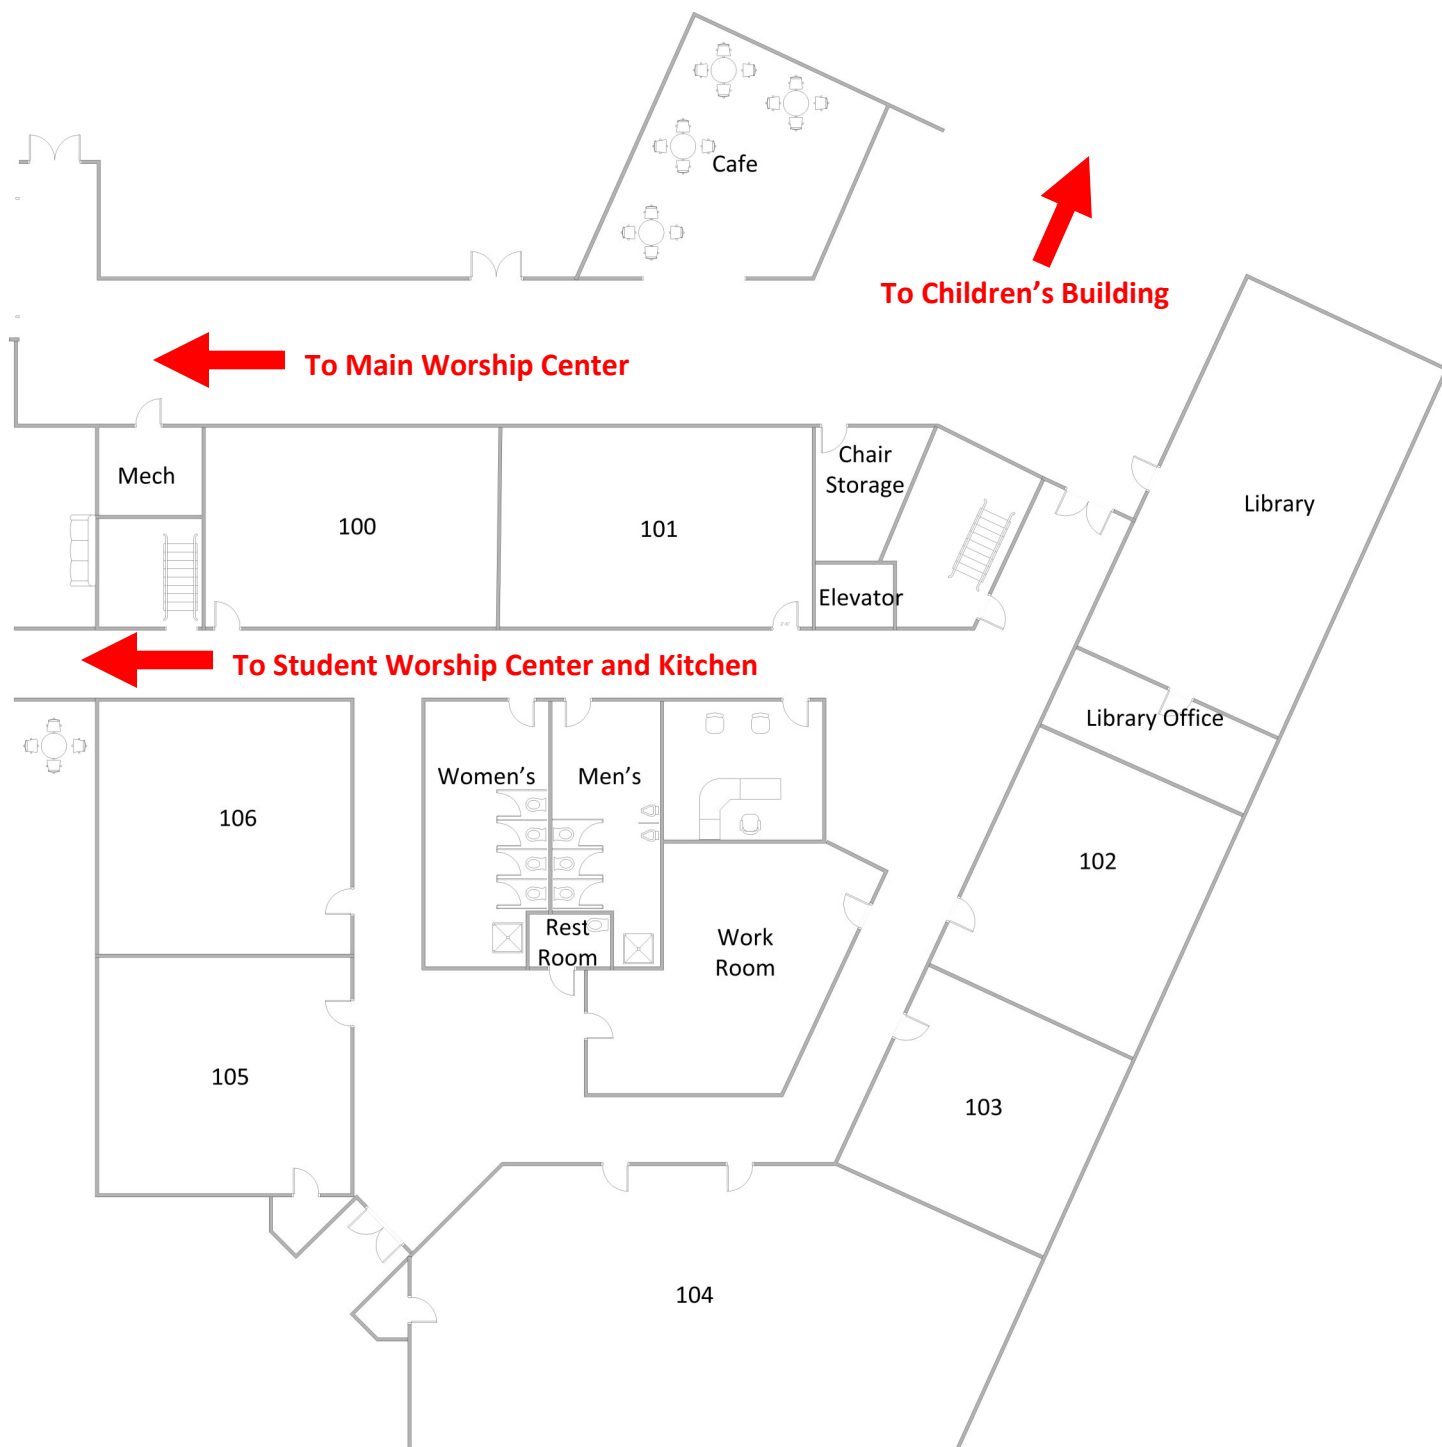 Cafe
To Children’s Building
To Main Worship Center
Mech
100
101
Chair
Storage
Library
Elevator
To Student Worship Center and Kitchen
Library Office
Women’s
Men’s
106
102
Rest
Room
Work
Room
105
103
104